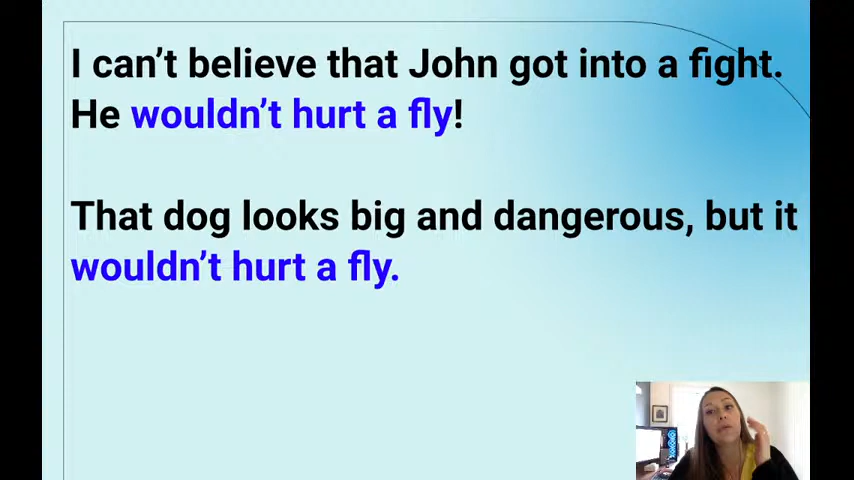 I can't believe that John got into a fight.
He wouldn't hurt a fly!
That dog looks big and dangerous, but it
wouldn't hurt a fly.